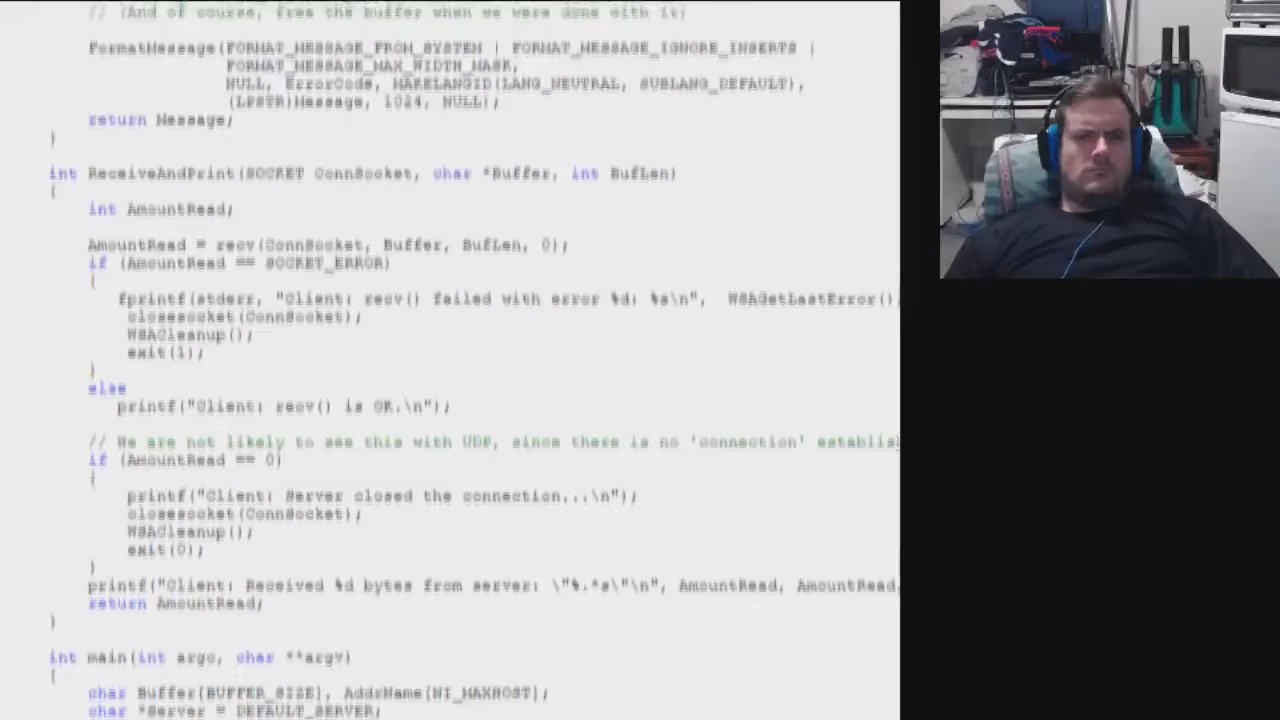 // (And of course, free the buffer when we were done with it)
FormatMessage(FORMAT_MESSAGE_FROM_SYSTEM | FORMAT_MESSAGE_IGNORE_INSERTS |
FORMAT_MESSAGE_MAX_WIDTH_MASK,
NULL, ErrorCode, MAKELANGID(LANG_NEUTRAL, SUBLANG_DEFAULT),
(LPSTR)Message, 1024, NULL);
return Message;
}
int ReceiveAndPrint(SOCKET ConnSocket, char *Buffer, int BufLen)
{
int AmountRead;
AmountRead = recv(ConnSocket, Buffer, BufLen, 0);
if (AmountRead == SOCKET_ERROR)
{
fprintf(stderr, "Client: recv() failed with error %d: %s\n", WSAGetLastError(),
closesocket(ConnSocket);
WSACleanup();
exit(1);
}
else
printf("Client: recv() is OK.\n");
// We are not likely to see this with UDP, since there is no 'connection' establis
if (AmountRead == 0)
{
printf("Client: Server closed the connection...\n");
closesocket(ConnSocket);
WSACleanup();
exit(0);
}
printf("Client: Received %d bytes from server: \"%.*s\"\n", AmountRead, AmountRead,
return AmountRead;
}
int main(int argc, char **argv)
{
char Buffer[BUFFER_SIZE], AddrName[NI_MAXHOST];
char *Server = DEFAULT_SERVER;